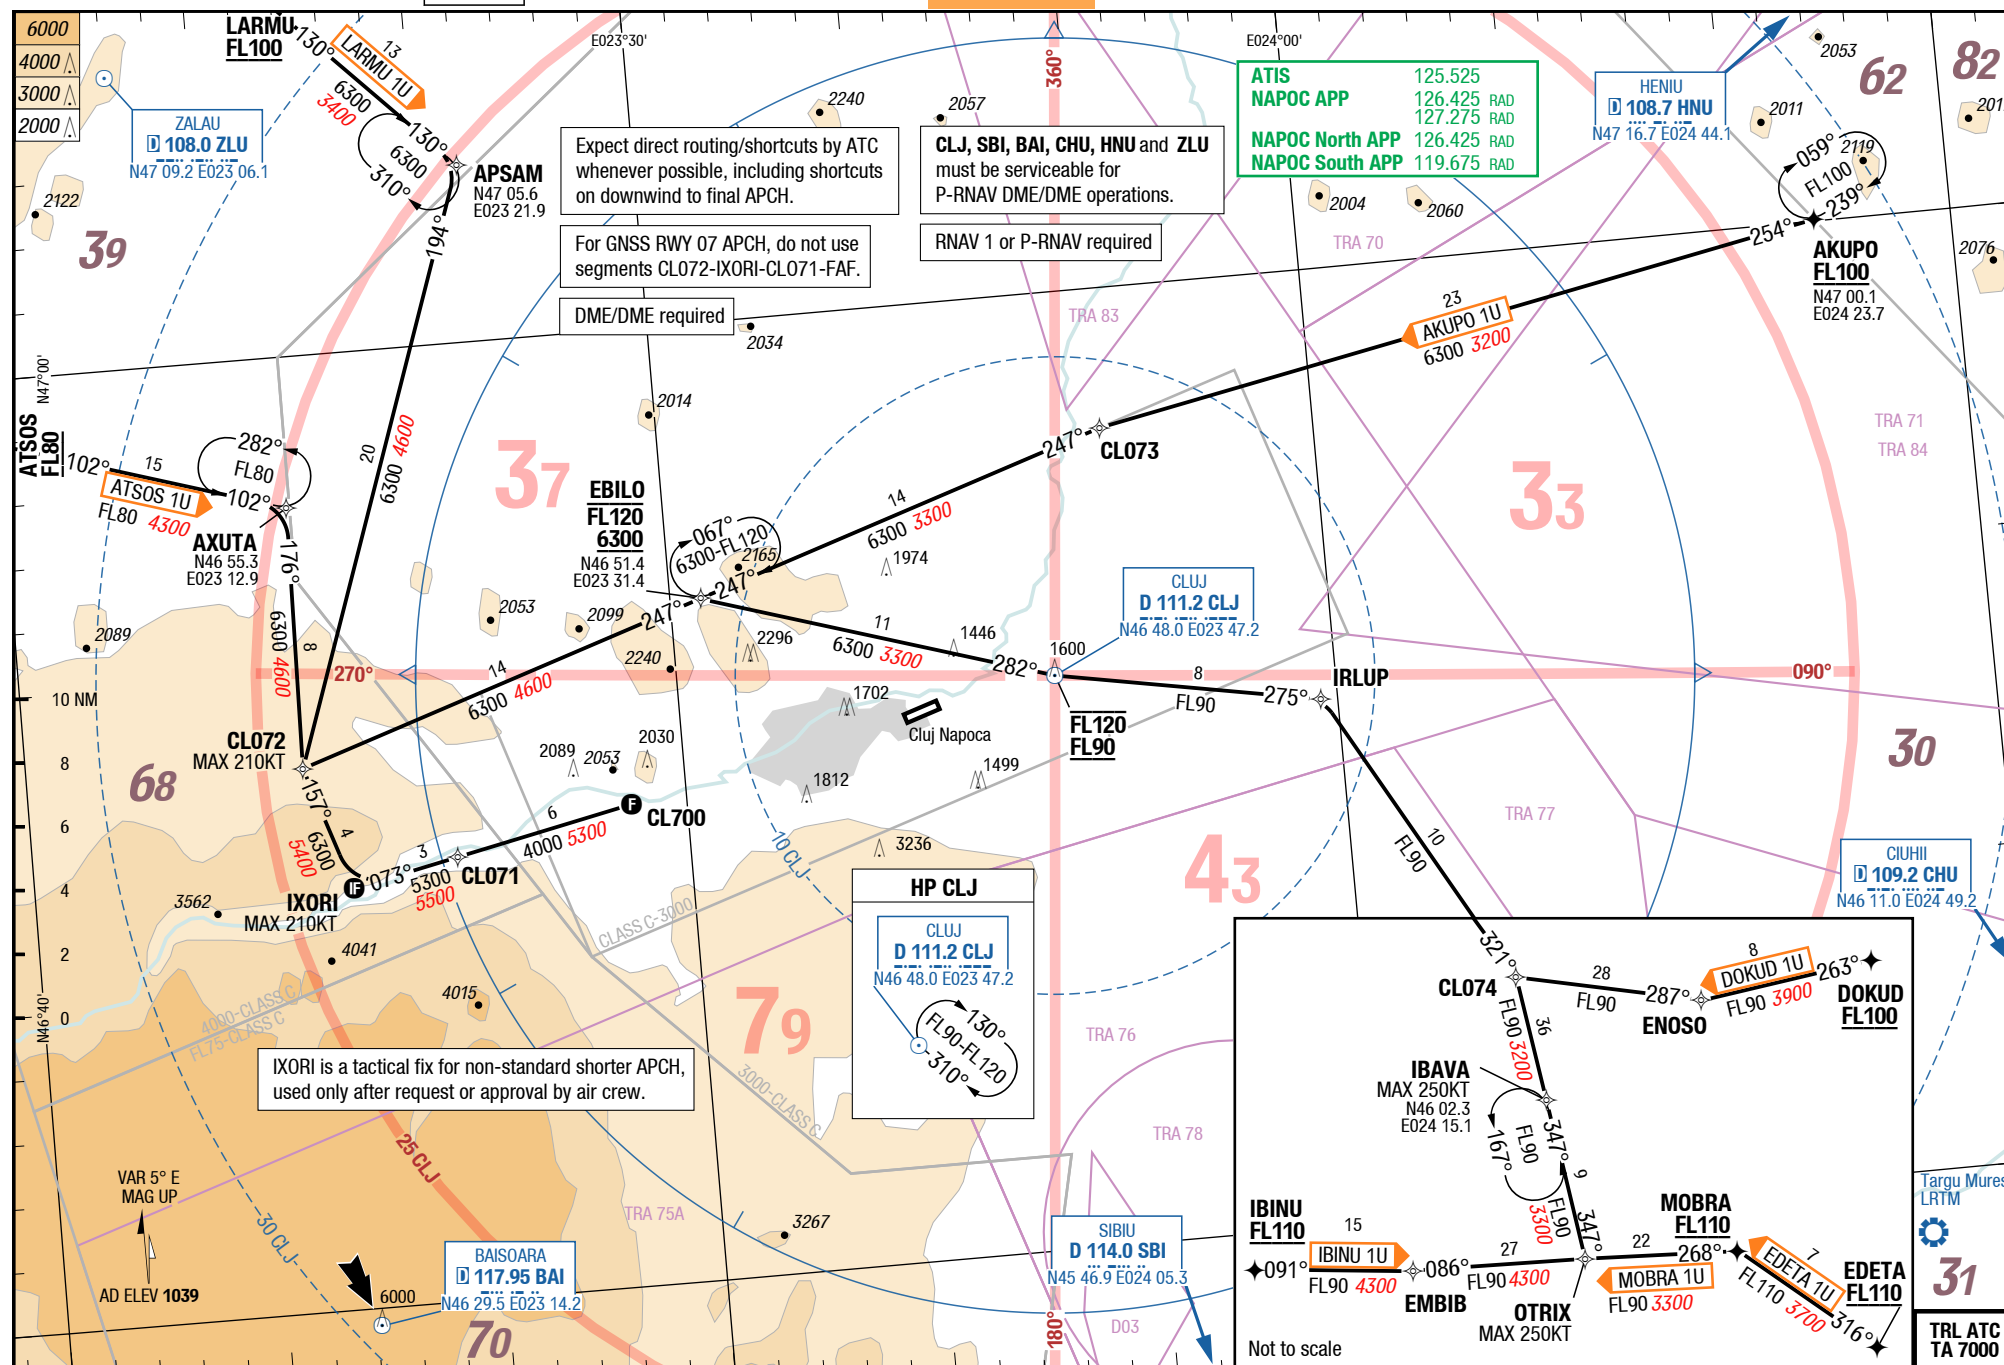 6000
4000
3000
2000
LARMU
FL100
130°
13
LARMU 1U
6300
3400
130°
6300
310°
APSAM
N47 05.6
E023 21.9
194°
20
6300 4600
ZALAU
D 108.0 ZLU
N47 09.2 E023 06.1
2122
39
E023°30'
E024°00'
360°
2240
2057
Expect direct routing/shortcuts by ATC
whenever possible, including shortcuts
on downwind to final APCH.
For GNSS RWY 07 APCH, do not use
segments CL072-IXORI-CL071-FAF.
DME/DME required
CLJ, SBI, BAI, CHU, HNU and ZLU
must be serviceable for
P-RNAV DME/DME operations.
RNAV 1 or P-RNAV required
ATIS 125.525
NAPOC APP 126.425 RAD
127.275 RAD
NAPOC North APP 126.425 RAD
NAPOC South APP 119.675 RAD
HENIU
D 108.7 HNU
N47 16.7 E024 44.1
2053
62
82
2011
201
2119
059°
FL100
239°
254°
AKUPO
FL100
N47 00.1
E024 23.7
2076
2004
2060
TRA 70
TRA 83
23
AKUPO 1U
6300 3200
2034
2014
N47°00'
ATSOS
FL80
102°
15
ATSOS 1U
FL80 4300
282°
FL80
102°
AXUTA
N46 55.3
E023 12.9
176°
8
6300 4600
37
EBILO
FL120
6300
N46 51.4
E023 31.4
067°
6300-FL120
2165
247°
247°
14
6300 3300
247°
CL073
1974
33
TRA 71
TRA 84
2089
2053
2099
2240
2296
11
6300 3300
1446
282°
CLUJ
D 111.2 CLJ
N46 48.0 E023 47.2
1600
270°
14
6300 4600
8
FL90
275°
IRLUP
090°
10 NM
8
6
4
2
0
N46°40'
CL072
MAX 210KT
68
157°
4
6300
5400
1702
Cluj Napoca
FL120
FL90
2089
2053
2030
1812
1499
30
F
CL700
6
4000 5300
3
073°
5300
5500
CL071
IF
IXORI
MAX 210KT
3562
4041
4015
10 CLJ
3236
43
TRA 77
10
FL90
CIUHII
D 109.2 CHU
N46 11.0 E024 49.2
CLASS C-3000
4090-CLASS C
FL75-CLASS C
3000-CLASS C
HP CLJ
CLUJ
D 111.2 CLJ
N46 48.0 E023 47.2
130°
FL90-FL120
310°
79
TRA 76
TRA 78
IXORI is a tactical fix for non-standard shorter APCH,
used only after request or approval by air crew.
25 CLJ
30 CLJ
VAR 5° E
MAG UP
AD ELEV 1039
6000
BAISOARA
D 117.95 BAI
N46 29.5 E023 14.2
70
TRA 75A
3267
SIBIU
D 114.0 SBI
N45 46.9 E024 05.3
180°
D03
321°
CL074
28
FL90
287°
ENOSO
8
DOKUD 1U
FL90 3900
263°
DOKUD
FL100
36
FL90 3200
IBAVA
MAX 250KT
N46 02.3
E024 15.1
167°
FL90
347°
9
FL90
3300
347°
IBINU
FL110
15
IBINU 1U
091°
FL90 4300
EMBIB
086°
27
FL90 4300
OTRIX
MAX 250KT
22
268°
MOBRA 1U
FL90 3300
MOBRA
FL110
7
EDETA 1U
FL110 3700
316°
EDETA
FL110
Not to scale
Targu Mures
LRTM
31
TRL ATC
TA 7000